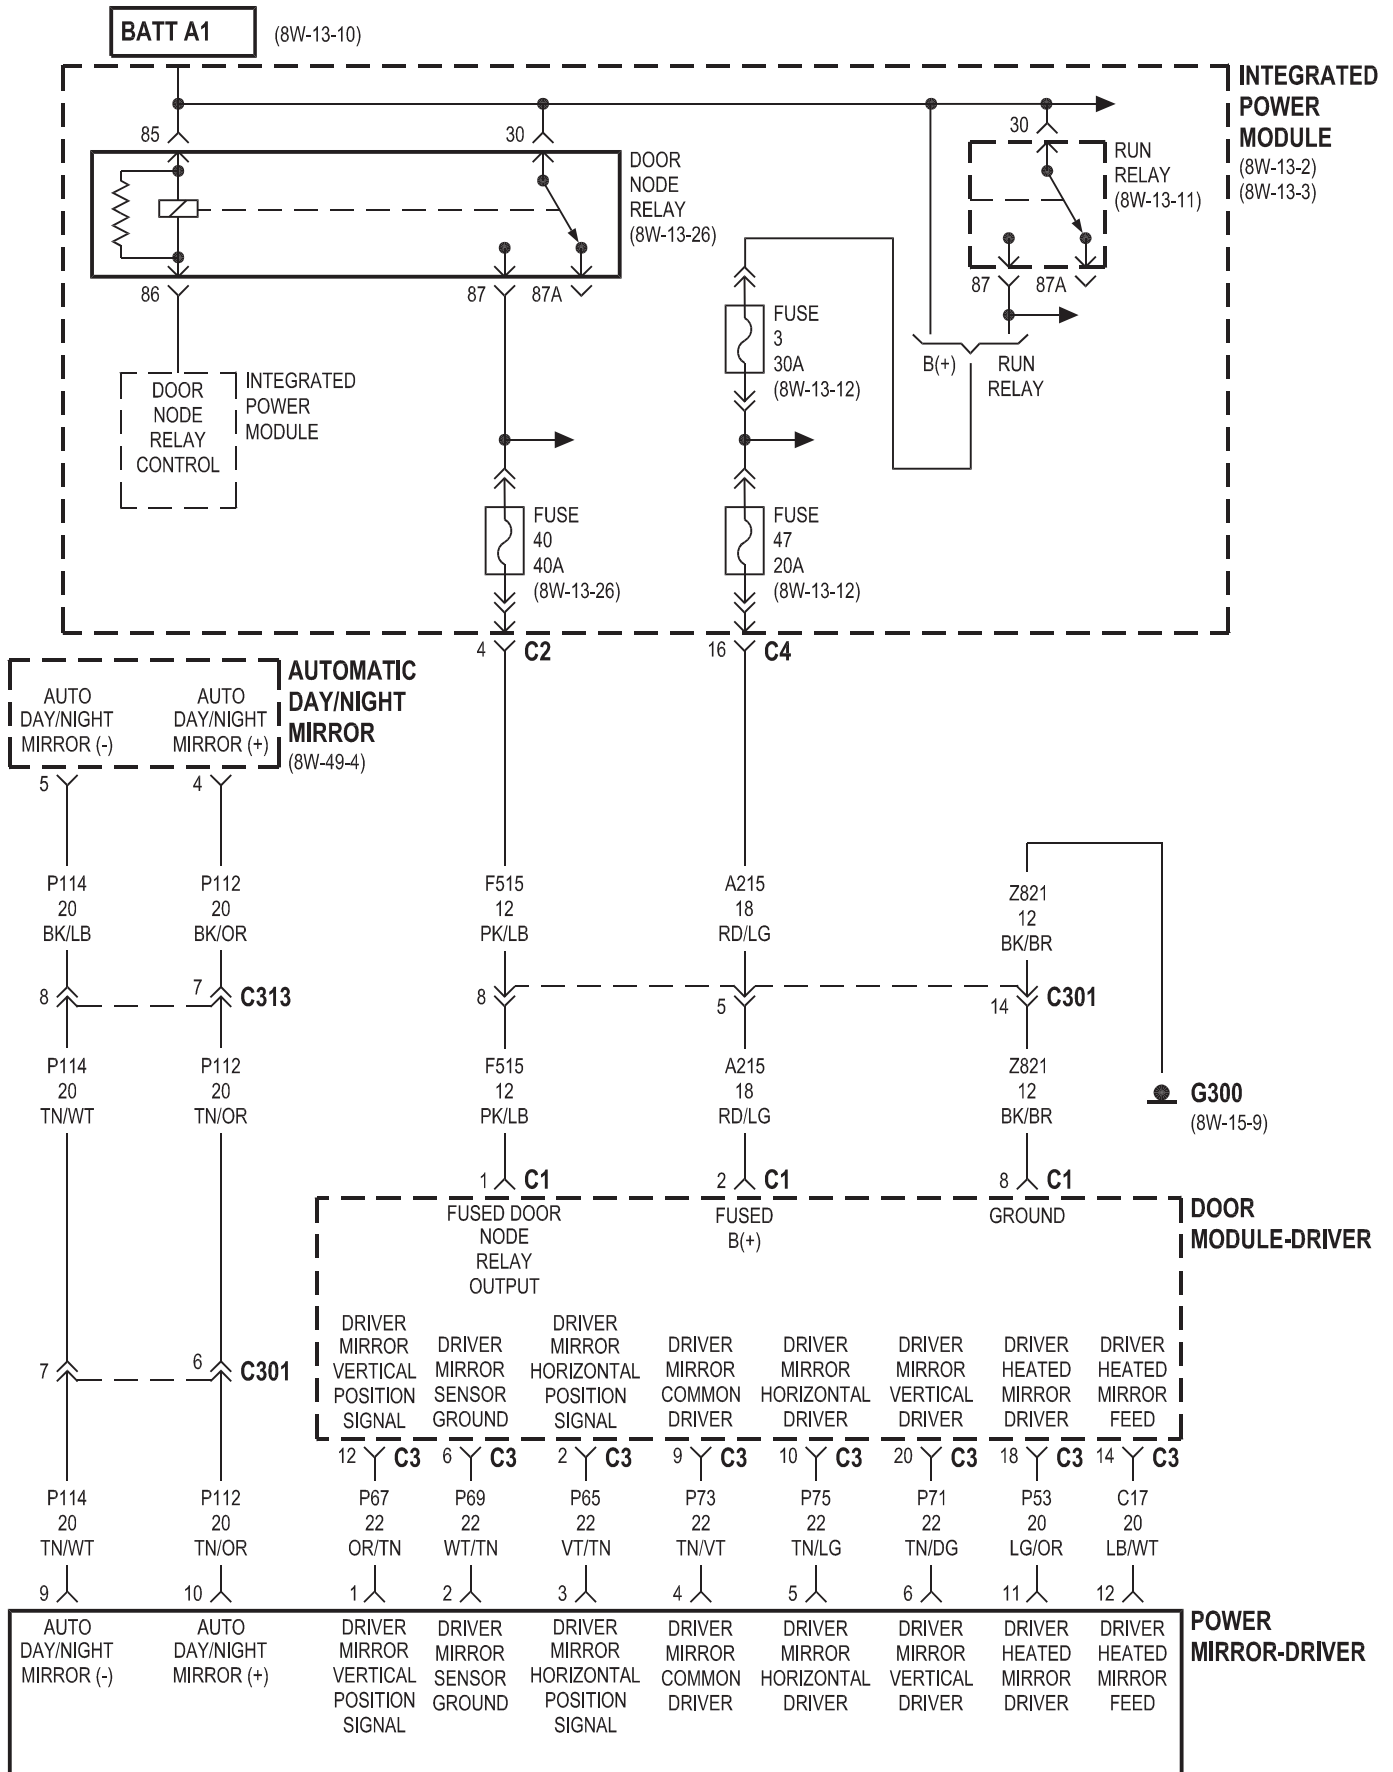 BATT A1
(8W-13-10)
INTEGRATED
POWER
MODULE
(8W-13-2)
(8W-13-3)
85
30
DOOR
NODE
RELAY
(8W-13-26)
30
RUN
RELAY
(8W-13-11)
86
87
87A
87
87A
DOOR
NODE
RELAY
CONTROL
INTEGRATED
POWER
MODULE
FUSE
3
30A
(8W-13-12)
B(+)
RUN
RELAY
FUSE
40
40A
(8W-13-26)
FUSE
47
20A
(8W-13-12)
4
C2
16
C4
AUTO
DAY/NIGHT
MIRROR (-)
AUTO
DAY/NIGHT
MIRROR (+)
AUTOMATIC
DAY/NIGHT
MIRROR
(8W-49-4)
5
4
P114
20
BK/LB
P112
20
BK/OR
F515
12
PK/LB
A215
18
RD/LG
Z821
12
BK/BR
8
7
C313
8
5
14
C301
P114
20
TN/WT
P112
20
TN/OR
F515
12
PK/LB
A215
18
RD/LG
Z821
12
BK/BR
G300
(8W-15-9)
1
C1
2
C1
8
C1
FUSED DOOR
NODE
RELAY
OUTPUT
FUSED
B(+)
GROUND
DOOR
MODULE-DRIVER
7
6
C301
DRIVER
MIRROR
VERTICAL
POSITION
SIGNAL
DRIVER
MIRROR
SENSOR
GROUND
DRIVER
MIRROR
HORIZONTAL
POSITION
SIGNAL
DRIVER
MIRROR
COMMON
DRIVER
DRIVER
MIRROR
HORIZONTAL
DRIVER
DRIVER
MIRROR
VERTICAL
DRIVER
DRIVER
HEATED
MIRROR
DRIVER
DRIVER
HEATED
MIRROR
FEED
12
C3
6
C3
2
C3
9
C3
10
C3
20
C3
18
C3
14
C3
P114
20
TN/WT
P112
20
TN/OR
P67
22
OR/TN
P69
22
WT/TN
P65
22
VT/TN
P73
22
TN/VT
P75
22
TN/LG
P71
22
TN/DG
P53
20
LG/OR
C17
20
LB/WT
9
10
1
2
3
4
5
6
11
12
AUTO
DAY/NIGHT
MIRROR (-)
AUTO
DAY/NIGHT
MIRROR (+)
DRIVER
MIRROR
VERTICAL
POSITION
SIGNAL
DRIVER
MIRROR
SENSOR
GROUND
DRIVER
MIRROR
HORIZONTAL
POSITION
SIGNAL
DRIVER
MIRROR
COMMON
DRIVER
DRIVER
MIRROR
HORIZONTAL
DRIVER
DRIVER
MIRROR
VERTICAL
DRIVER
DRIVER
HEATED
MIRROR
DRIVER
DRIVER
HEATED
MIRROR
FEED
POWER
MIRROR-DRIVER